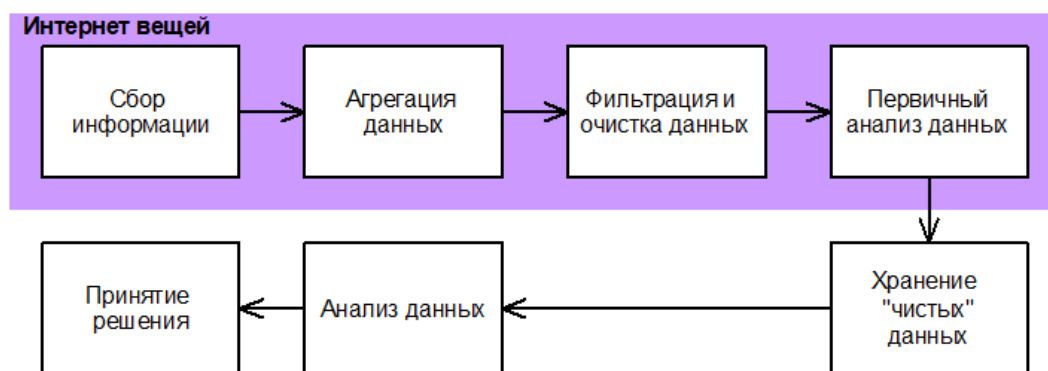 Интернет вещей
Сбор
информации
Агрегация
данных
Фильтрация и
очистка данных
Первичный
анализ данных
Принятие
решения
Анализ данных
Хранение
"чистых"
данных